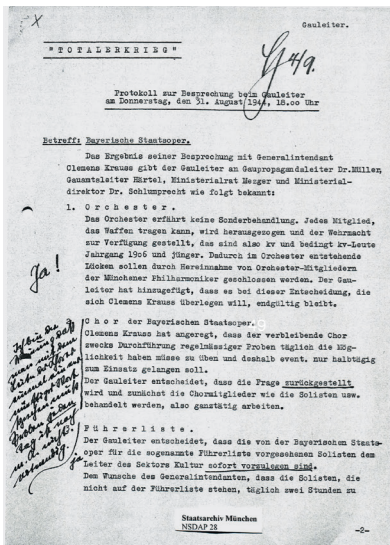 Gauleiter.
"TOTALERKRIEG"
4/9.
Protokoll zur Besprechung beim Gauleiter
am Donnerstag, den 31. August 1944, 18.00 Uhr
Betreff: Bayerische Staatsoper.
Das Ergebnis seiner Besprechung mit Generalintendant
Clemens Krauss gibt der Gauleiter an Gaupropagandaleiter Dr.Müller,
Gauamtsleiter Härtel, Ministerialrat Mezger und Ministerial-
direktor Dr. Schlumprecht wie folgt bekannt:
1. Orchester.
Das Orchester erfährt keine Sonderbehandlung. Jedes Mitglied,
das Waffen tragen kann, wird herausgezogen und der Wehrmacht
zur Verfügung gestellt, das sind also kv und bedingt kv-Leute
Jahrgang 1906 und jünger. Dadurch im Orchester entstehende
Lücken sollen durch Hereinnahme von Orchester-Mitgliedern
der Münchener Philharmoniker geschlossen werden. Der Gau-
leiter hat hinzugefügt, dass es bei dieser Entscheidung, die
sich Clemens Krauss überlegen will, endgültig bleibt.
Ja!
Chor der Bayerischen Staatsoper.
Clemens Krauss hat angeregt, dass der verbleibende Chor
zwecks Durchführung regelmässiger Proben täglich die Mög-
lichkeit haben müsse zu üben und deshalb event. nur halbtägig
zum Einsatz gelangen soll.
Der Gauleiter entscheidet, dass die Frage zurückgestellt
wird und zunächst die Chormitglieder wie die Solisten usw.
behandelt werden, also ganztätig arbeiten.
Führerliste.
Der Gauleiter entscheidet, dass die von der Bayerischen Staats-
oper für die sogenannte Führerliste vorgesehenen Solisten dem
Leiter des Sektors Kultur sofort vorzulegen sind.
ja
Dem Wunsche des Generalintendanten, dass die Solisten, die
nicht auf der Führerliste stehen, täglich zwei Stunden zu
Staatsarchiv München
NSDAP 28
-2-